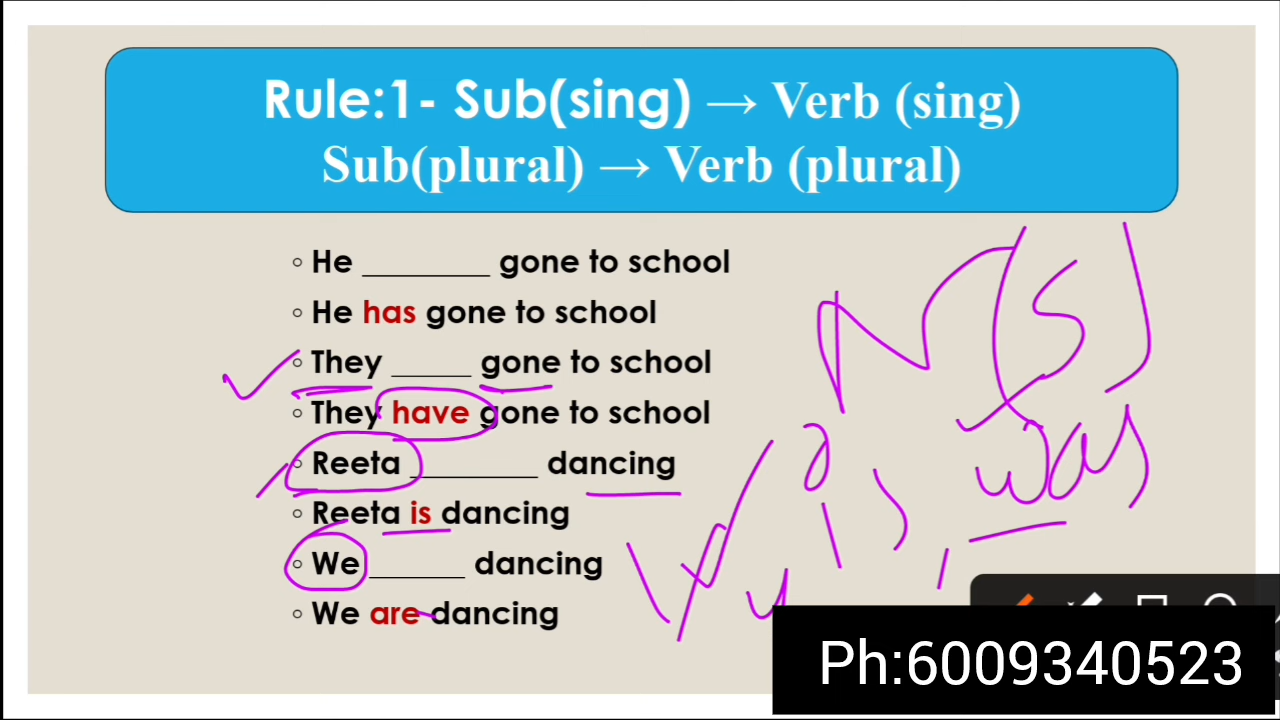 Rule:1- Sub(sing) → Verb (sing)
Sub(plural) → Verb (plural)
◦ He ________ gone to school
◦ He has gone to school
◦ They _____ gone to school
◦ They have gone to school
◦ Reeta ________ dancing
◦ Reeta is dancing
◦ We ______ dancing
◦ We are dancing
N(s)
is, was
Ph:6009340523